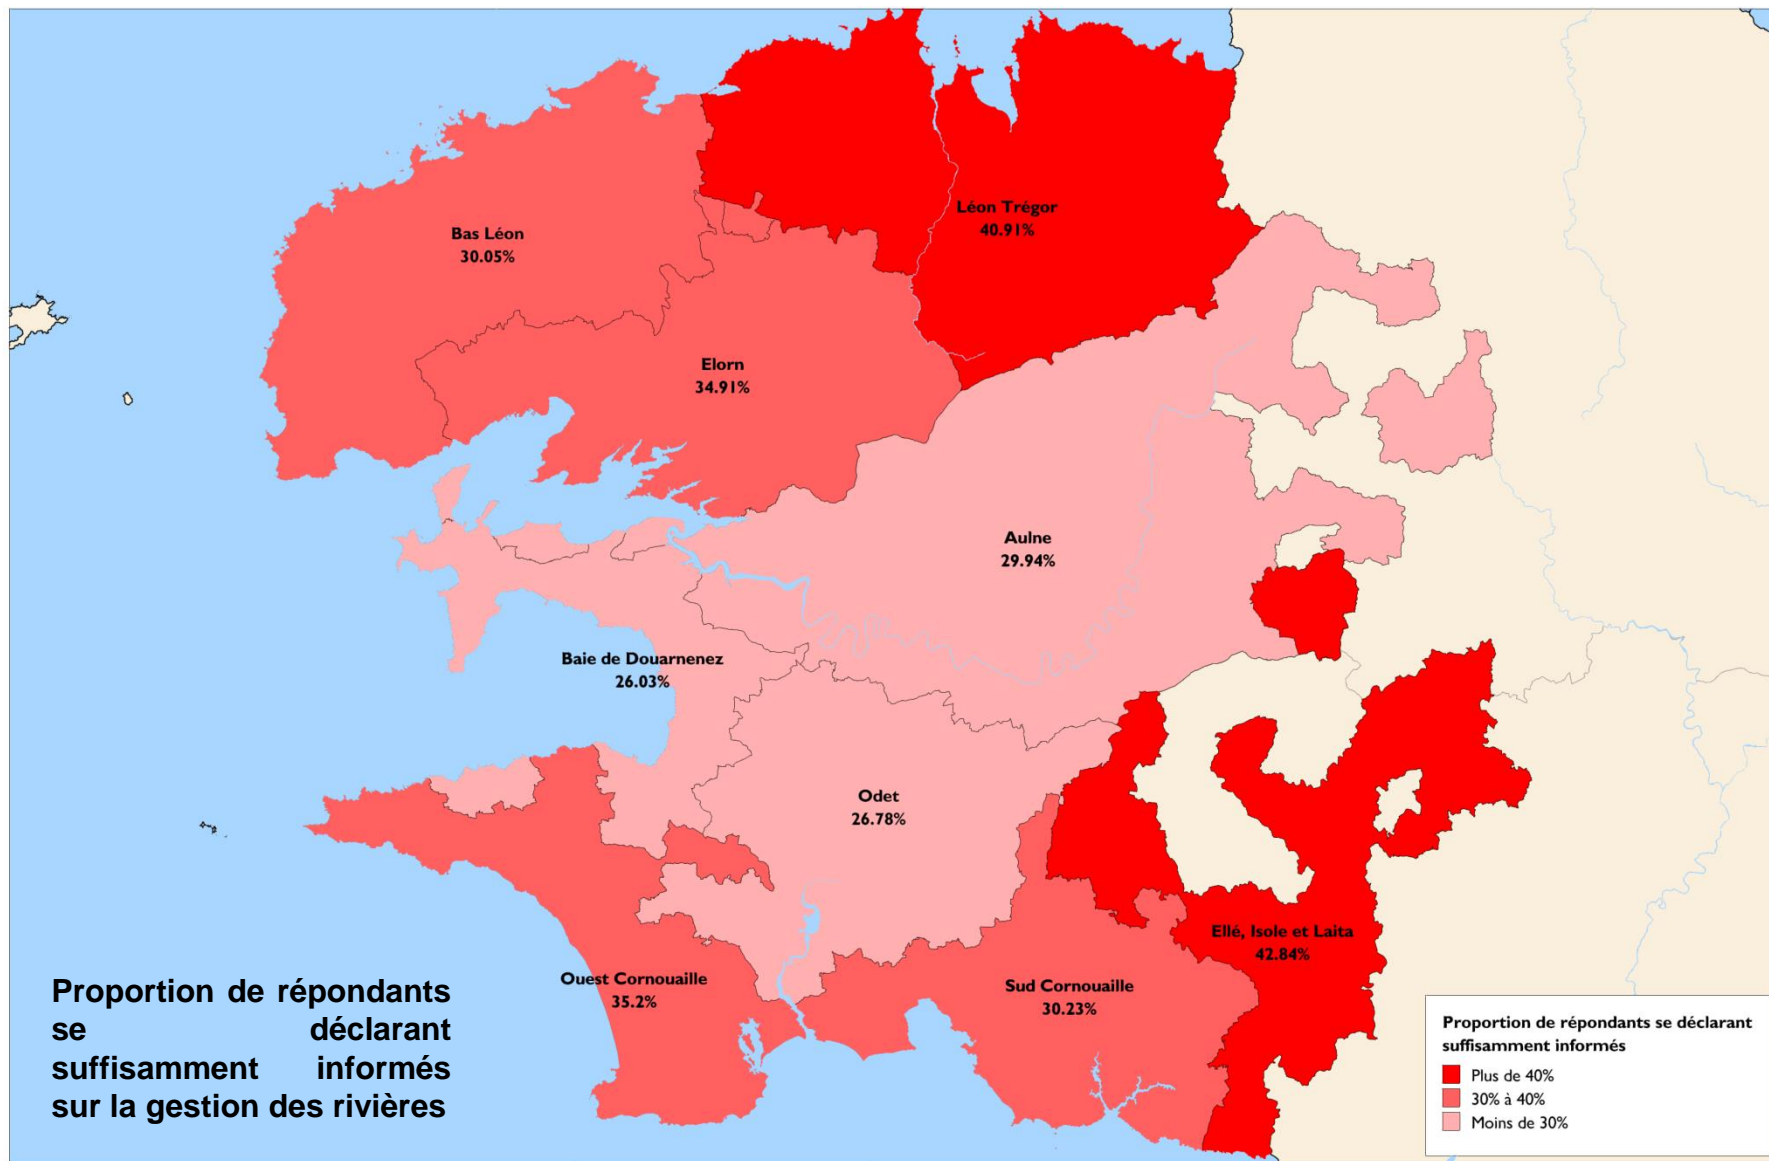 Léon Trégor
40.91%
Bas Léon
30.05%
Elorn
34.91%
Aulne
29.94%
Baie de Douarnenez
26.03%
Odet
26.78%
Ellé, Isole et Laita
42.84%
Ouest Cornouaille
35.2%
Sud Cornouaille
30.23%
Proportion de répondants
se déclarant
suffisamment informés
sur la gestion des rivières
Proportion de répondants se déclarant
suffisamment informés
Plus de 40%
30% à 40%
Moins de 30%